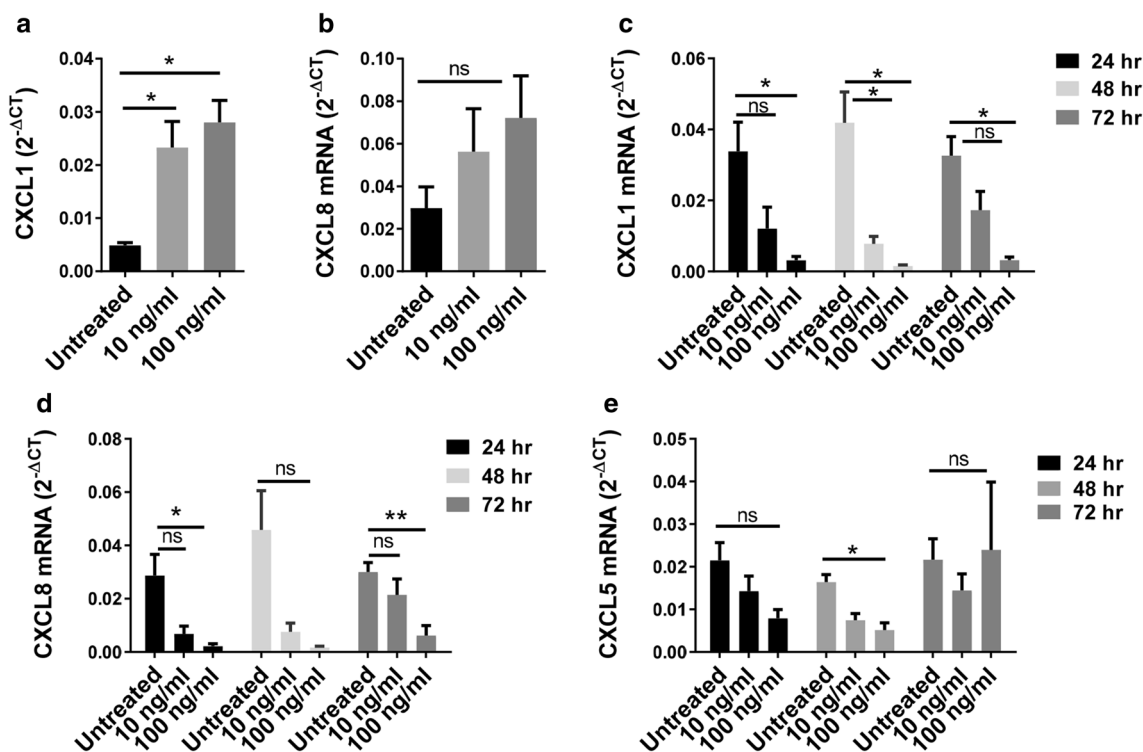 a
CXCL1 (2-ΔCT)
0.04
0.03
0.02
0.01
0.00
*
*
Untreated
10 ng/ml
100 ng/ml
b
CXCL8 mRNA (2-ΔCT)
0.10
0.08
0.06
0.04
0.02
0.00
ns
Untreated
10 ng/ml
100 ng/ml
c
CXCL1 mRNA (2-ΔCT)
0.06
0.04
0.02
0.00
*
ns
*
*
*
ns
Untreated
10 ng/ml
100 ng/ml
Untreated
10 ng/ml
100 ng/ml
Untreated
10 ng/ml
100 ng/ml
24 hr
48 hr
72 hr
d
CXCL8 mRNA (2-ΔCT)
0.08
0.06
0.04
0.02
0.00
*
ns
ns
**
ns
Untreated
10 ng/ml
100 ng/ml
Untreated
10 ng/ml
100 ng/ml
Untreated
10 ng/ml
100 ng/ml
24 hr
48 hr
72 hr
e
CXCL5 mRNA (2-ΔCT)
0.05
0.04
0.03
0.02
0.01
0.00
ns
*
ns
Untreated
10 ng/ml
100 ng/ml
Untreated
10 ng/ml
100 ng/ml
Untreated
10 ng/ml
100 ng/ml
24 hr
48 hr
72 hr